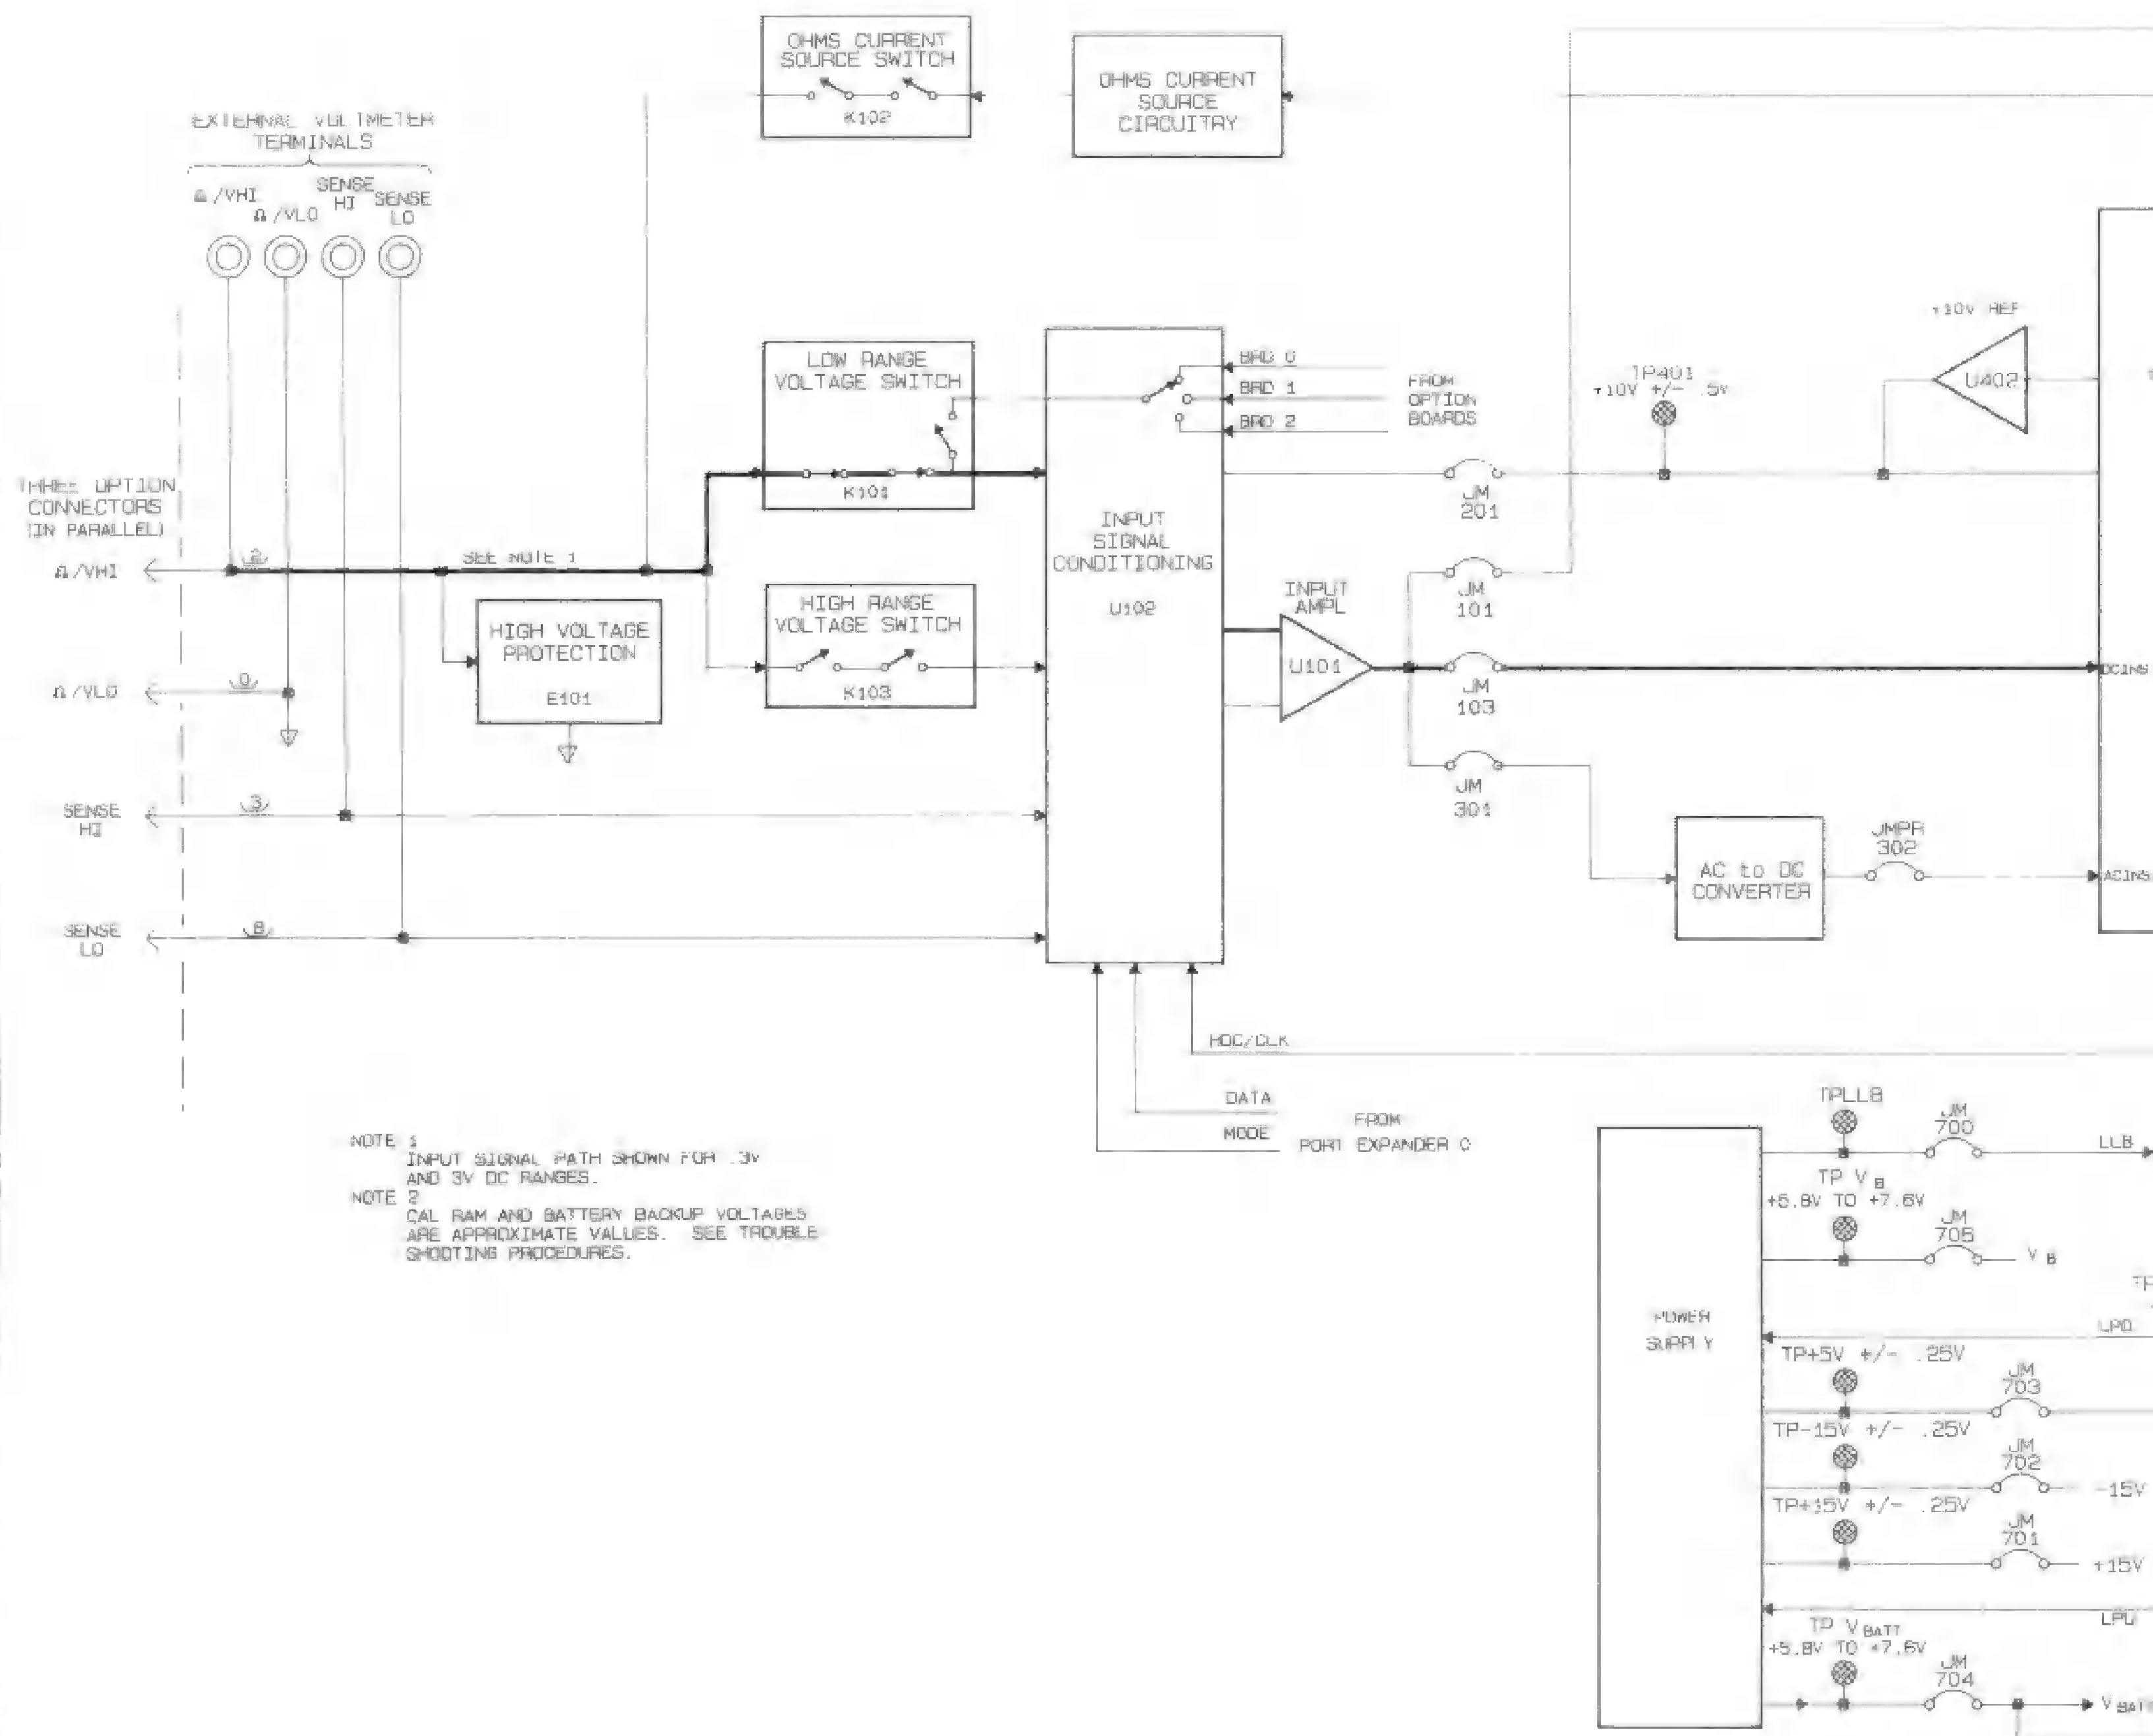 OHMS CURRENT
SOURCE SWITCH
K102
OHMS CURRENT
SOURCE
CIRCUITRY
EXTERNAL VOLTMETER
TERMINALS
Ω/VHI
Ω/VLO
SENSE
HI
SENSE
LO
+10V REF
U402
TP401
+10V +/- .5V
LOW RANGE
VOLTAGE SWITCH
K101
BRD 0
BRD 1
BRD 2
FROM
OPTION
BOARDS
JM
201
THREE OPTION
CONNECTORS
(IN PARALLEL)
Ω/VHI
2
SEE NOTE 1
INPUT
SIGNAL
CONDITIONING
U102
JM
101
INPUT
AMPL
U101
HIGH VOLTAGE
PROTECTION
E101
HIGH RANGE
VOLTAGE SWITCH
K103
Ω/VLO
0
JM
103
DCINS
JM
301
SENSE
HI
3
AC to DC
CONVERTER
JMPR
302
ACINS
SENSE
LO
8
HDC/CLK
DATA
MODE
FROM
PORT EXPANDER 0
NOTE 1
INPUT SIGNAL PATH SHOWN FOR .3V
AND 3V DC RANGES.
NOTE 2
CAL RAM AND BATTERY BACKUP VOLTAGES
ARE APPROXIMATE VALUES. SEE TROUBLE
SHOOTING PROCEDURES.
POWER
SUPPLY
TPLLB
JM
700
LLB
TP VB
+5.8V TO +7.6V
JM
705
VB
TP
LPD
TP+5V +/- .25V
JM
703
TP-15V +/- .25V
JM
702
-15V
TP+15V +/- .25V
JM
701
+15V
TP VBATT
+5.8V TO +7.6V
JM
704